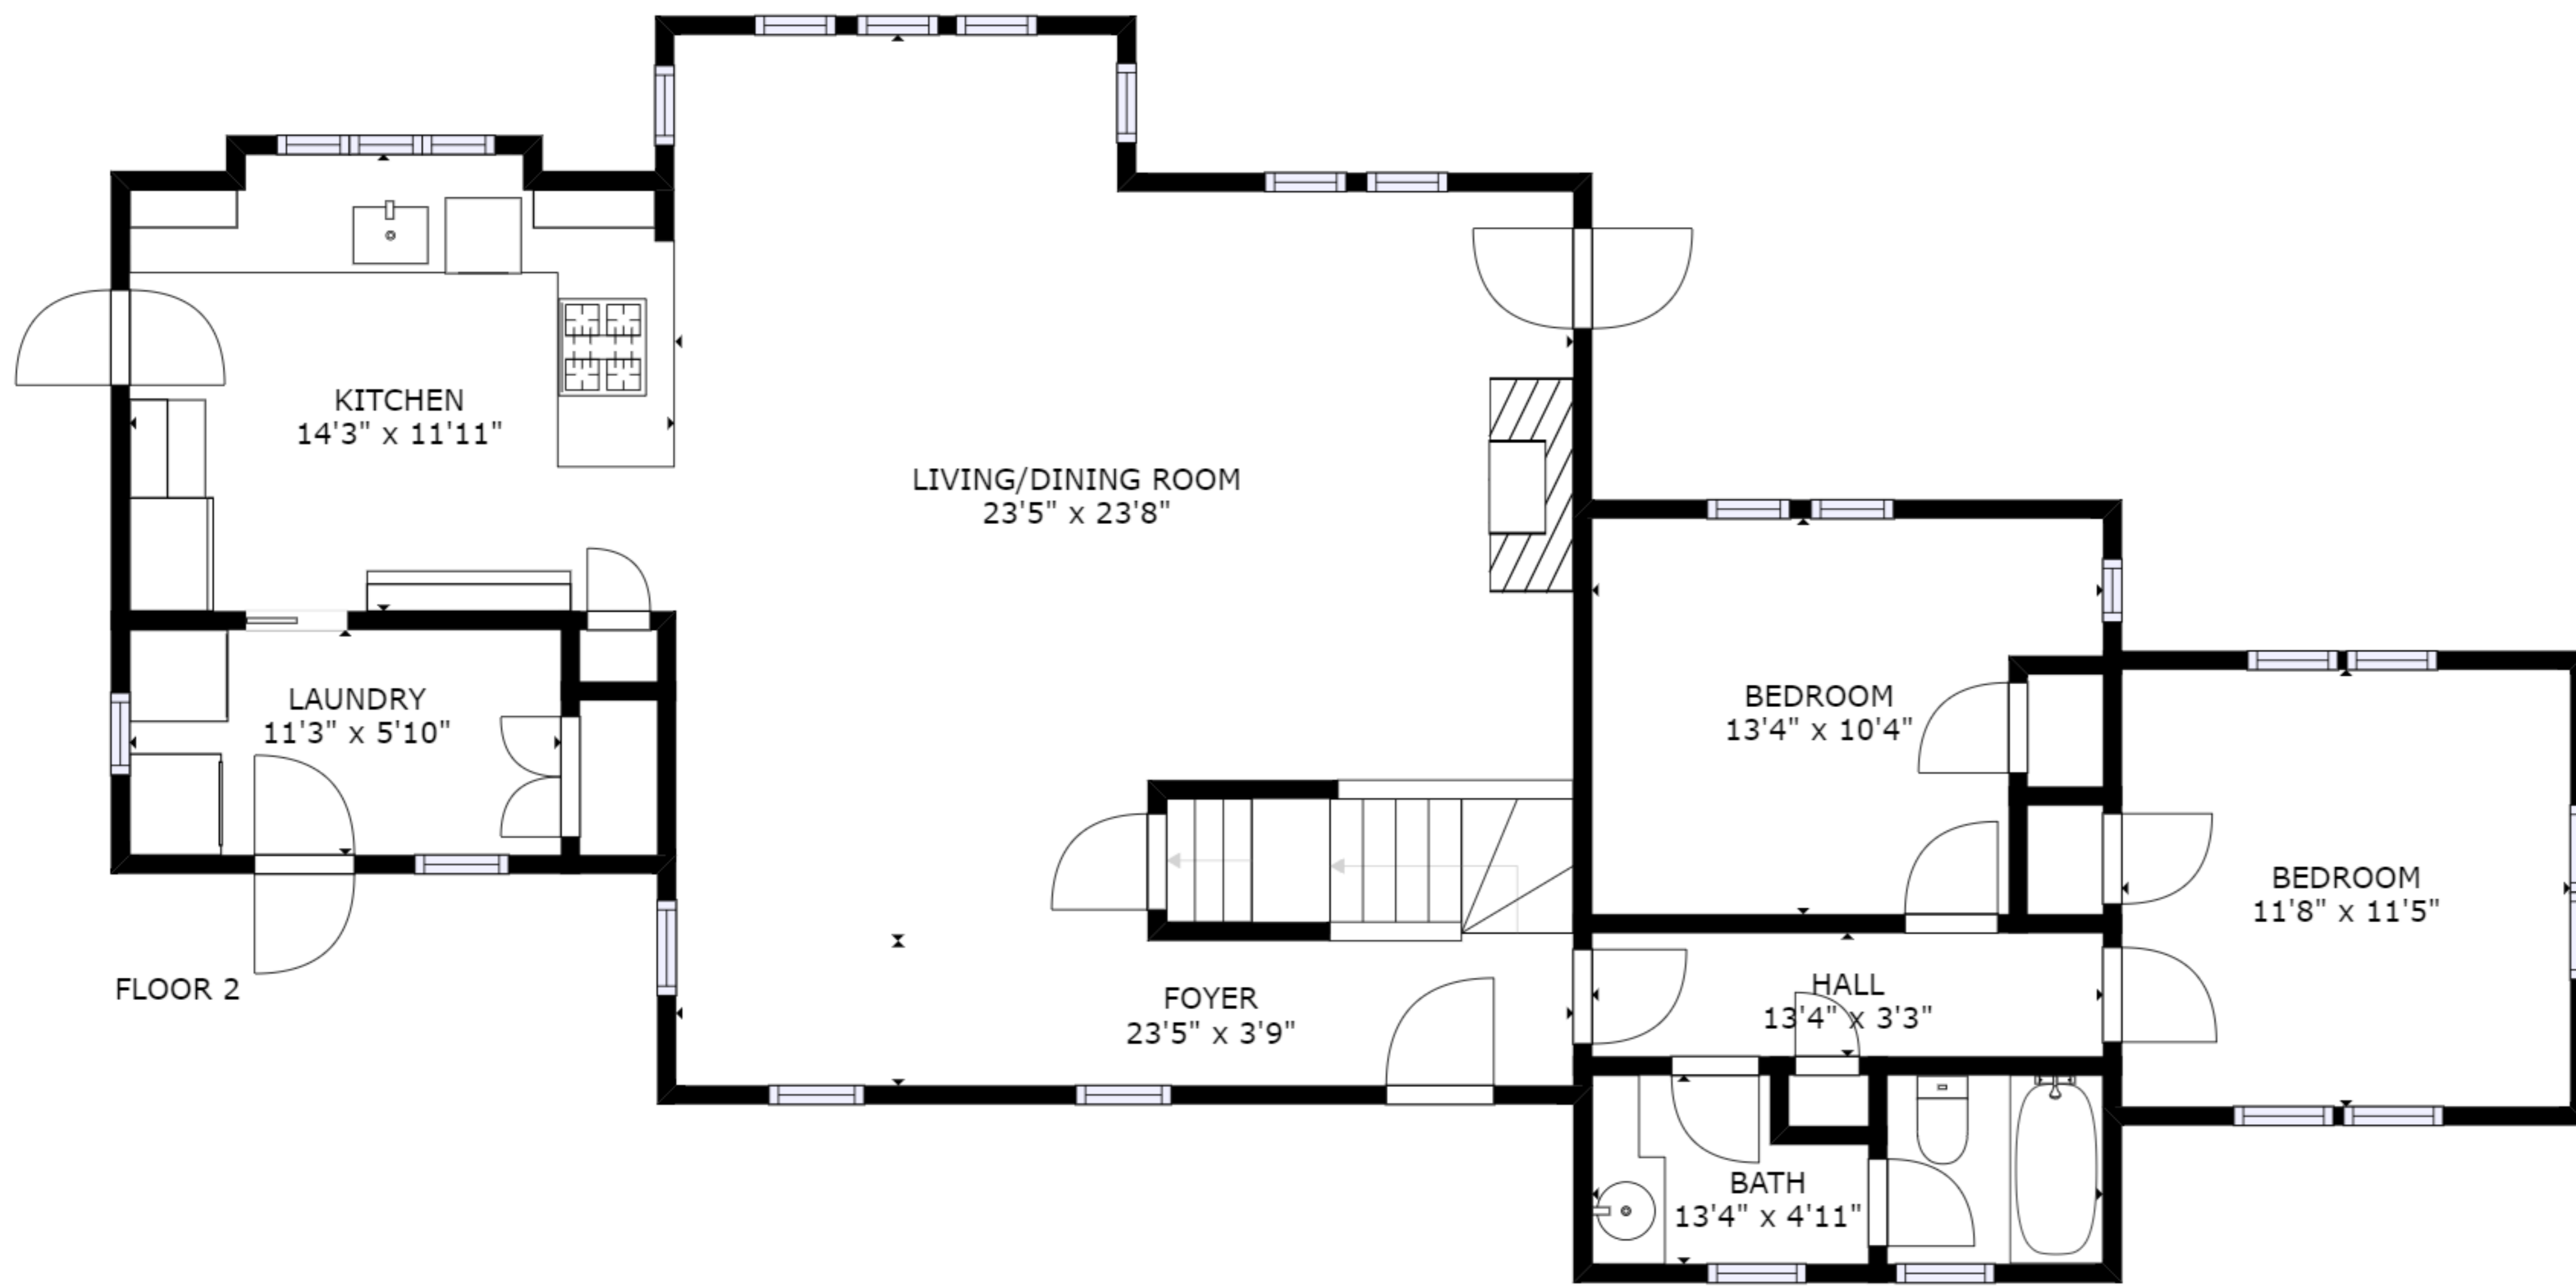 KITCHEN
14'3" x 11'11"
LIVING/DINING ROOM
23'5" x 23'8"
LAUNDRY
11'3" x 5'10"
BEDROOM
13'4" x 10'4"
BEDROOM
11'8" x 11'5"
FLOOR 2
FOYER
23'5" x 3'9"
HALL
13'4" x 3'3"
BATH
13'4" x 4'11"